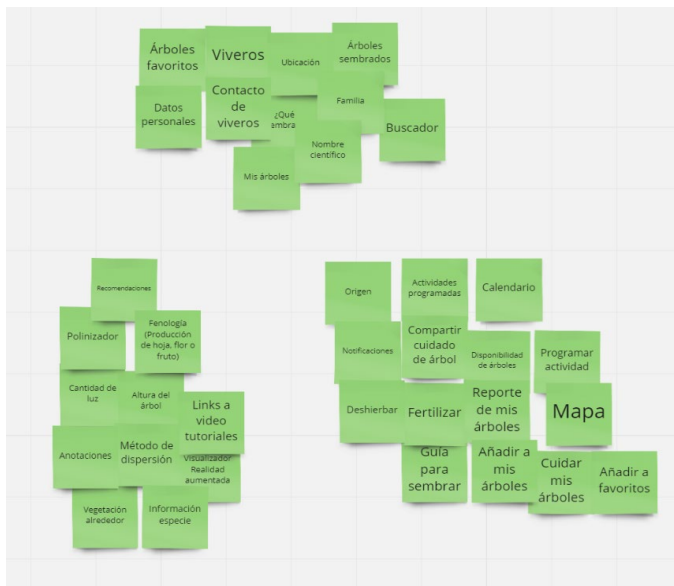 Árboles
favoritos
Viveros
Ubicación
Árboles
sembrados
Datos
personales
Contacto
de
viveros
¿Qué
Familia
Buscador
Nombre
científico
Mis árboles
Recomendaciones
Polinizador
Fenología
(Producción
de hoja, flor o
fruto)
Cantidad de
luz
Altura del
árbol
Links a
video
tutoriales
Anotaciones
Método de
dispersión
Visualizador
Realidad
aumentada
Vegetación
alrededor
Información
especie
Origen
Actividades
programadas
Calendario
Notificaciones
Compartir
cuidado
de árbol
Disponibilidad
de árboles
Programar
actividad
Deshierbar
Fertilizar
Reporte
de mis
árboles
Mapa
Guía
para
sembrar
Añadir a
mis
árboles
Cuidar
mis
árboles
Añadir a
favoritos